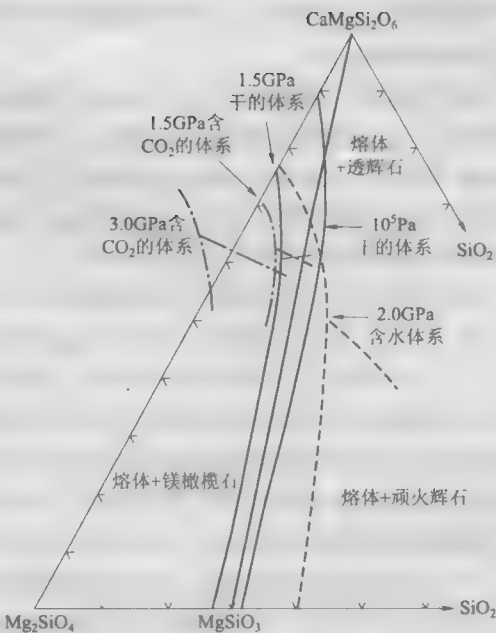 CaMgSi₂O₆
1.5GPa
干的体系
1.5GPa含
CO₂的体系
熔体
+透辉石
3.0GPa含
CO₂的体系
10⁵Pa
的体系
SiO₂
2.0GPa
含水体系
熔体+镁橄榄石
熔体+顽火辉石
Mg₂SiO₄
MgSiO₃
SiO₂